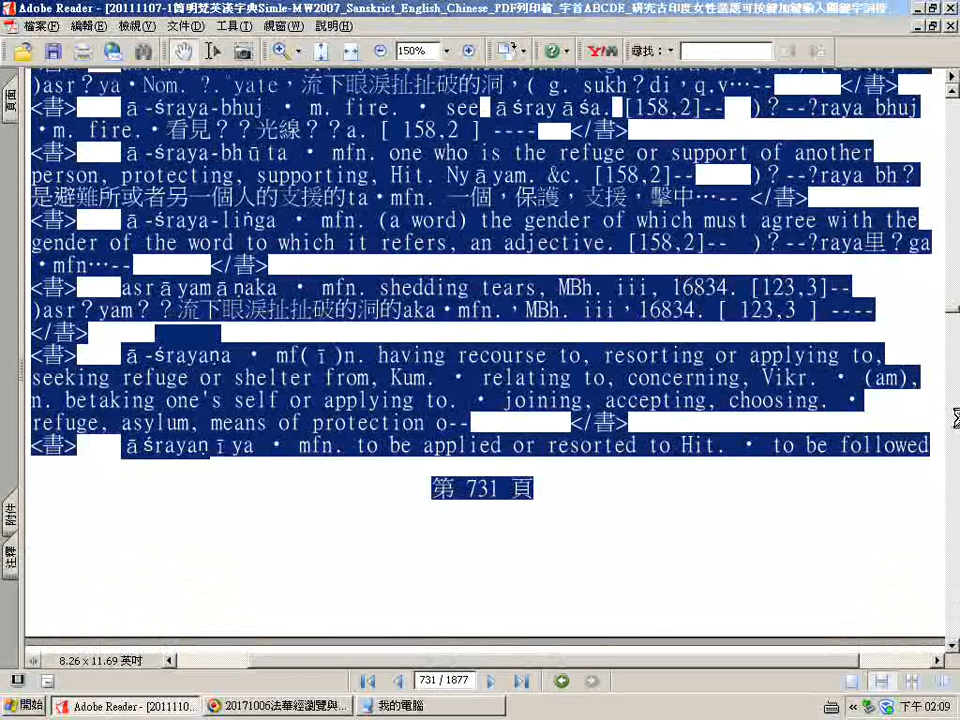 Adobe Reader - [20111107-1簡明梵英漢字典Simle-MW2007_Sanskrict_English_Chinese_PDF列印檔_字首ABCDE_研究古印度女性議題可按鍵輸入關鍵字詞搜
檔案(F) 編輯(E) 檢視(V) 文件(D) 工具(T) 視窗(W) 說明(H)
150% 尋找：
)asr？ya‧Nom. ?. ˇyate，流下眼淚扯扯破的洞，( g. sukh？di，q.v…-- </書>
<書> ā-śraya-bhuj ‧ m. fire. ‧ see āśrayāśa. [158,2]-- )？--?raya bhuj
‧m. fire.‧看見？？光線？？a. [ 158,2 ] ---- </書>
<書> ā-śraya-bhūta ‧ mfn. one who is the refuge or support of another
person, protecting, supporting, Hit. Nyāyam. &c. [158,2]-- )？--?raya bh？
是避難所或者另一個人的支援的ta‧mfn. 一個，保護，支援，擊中…-- </書>
<書> ā-śraya-liṅga ‧ mfn. (a word) the gender of which must agree with the
gender of the word to which it refers, an adjective. [158,2]-- )？--?raya里？ga
‧mfn…-- </書>
<書> asrāyamāṇaka ‧ mfn. shedding tears, MBh. iii, 16834. [123,3]--
)asr？yam？？流下眼淚扯扯破的洞的aka‧mfn.，MBh. iii，16834. [ 123,3 ] ----
</書>
<書> ā-śrayaṇa ‧ mf(ī)n. having recourse to, resorting or applying to,
seeking refuge or shelter from, Kum. ‧ relating to, concerning, Vikr. ‧ (am),
n. betaking one's self or applying to. ‧ joining, accepting, choosing. ‧
refuge, asylum, means of protection o-- </書>
<書> āśrayaṇīya ‧ mfn. to be applied or resorted to Hit. ‧ to be followed
第 731 頁
頁面
附件
注釋
8.26 x 11.69 英吋
731 / 1877
開始 Adobe Reader - [2011110... 20171006法華經瀏覽與... 我的電腦 下午 02:09